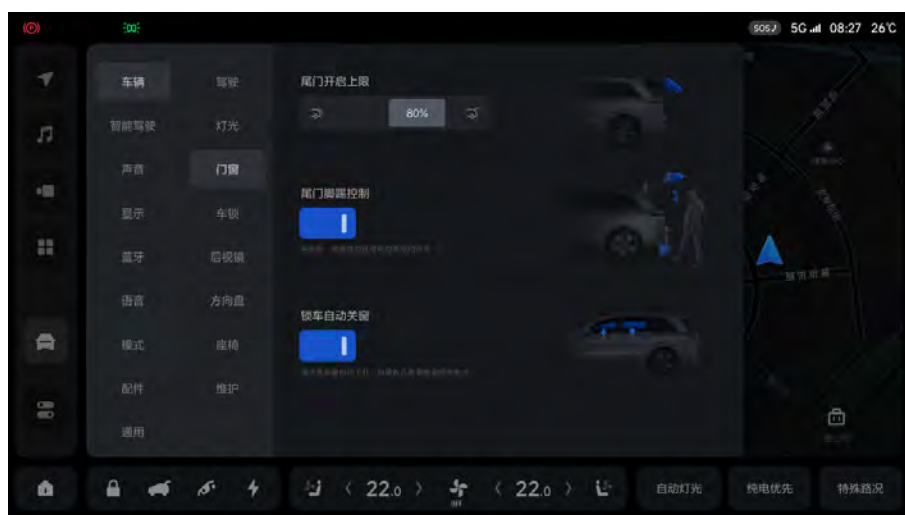 (P)
SOS 5G 08:27 26℃
车辆 驾驶
智能驾驶 灯光
声音 门窗
显示 车锁
蓝牙 后视镜
语言 方向盘
模式 座椅
配件 维护
通用
尾门开启上限
80%
尾门脚踢控制
锁车自动关窗
22.0 OFF 22.0
自动灯光 纯电优先 特殊路况